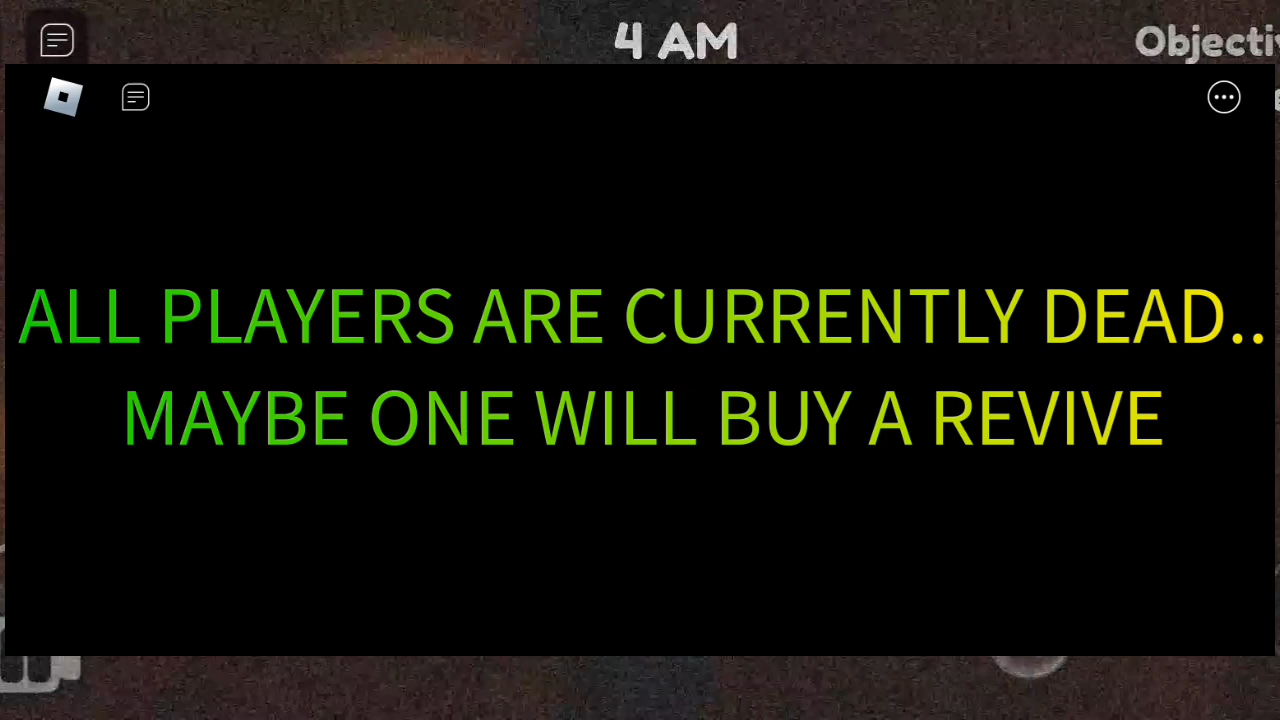 4 AM
Objectiv
ALL PLAYERS ARE CURRENTLY DEAD..
MAYBE ONE WILL BUY A REVIVE